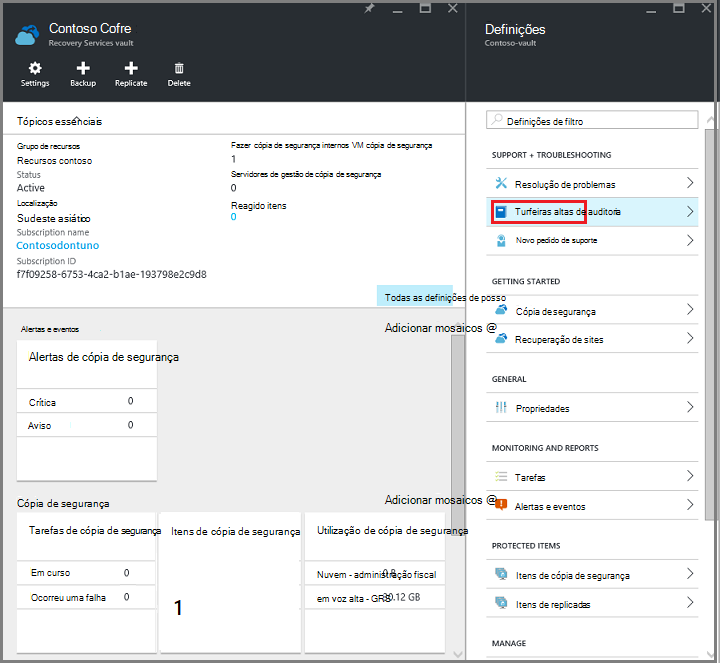 Contoso Cofre
Recovery Services vault
Settings
Backup
Replicate
Delete
Tópicos essenciais
Grupo de recursos
Recursos contoso
Status
Active
Localização
Sudeste asiático
Subscription name
Contosodontuno
Subscription ID
f7f09258-6753-4ca2-b1ae-193798e2c9d8
Fazer cópia de segurança internos VM cópia de segurança
1
Servidores de gestão de cópia de segurança
0
Reagido itens
0
Todas as definições de posso
Alertas e eventos
Adicionar mosaicos @
Alertas de cópia de segurança
Crítica 0
Aviso 0
Cópia de segurança
Adicionar mosaicos @
Tarefas de cópia de segurança
Em curso 0
Ocorreu uma falha 0
Itens de cópia de segurança
1
Utilização de cópia de segurança
Nuvem - administração fiscal
em voz alta - GRS
Definições
Contoso-vault
Definições de filtro
SUPPORT + TROUBLESHOOTING
Resolução de problemas
Turfeiras altas de auditoria
Novo pedido de suporte
GETTING STARTED
Cópia de segurança
Recuperação de sites
GENERAL
Propriedades
MONITORING AND REPORTS
Tarefas
Alertas e eventos
PROTECTED ITEMS
Itens de cópia de segurança
Itens de replicadas
MANAGE